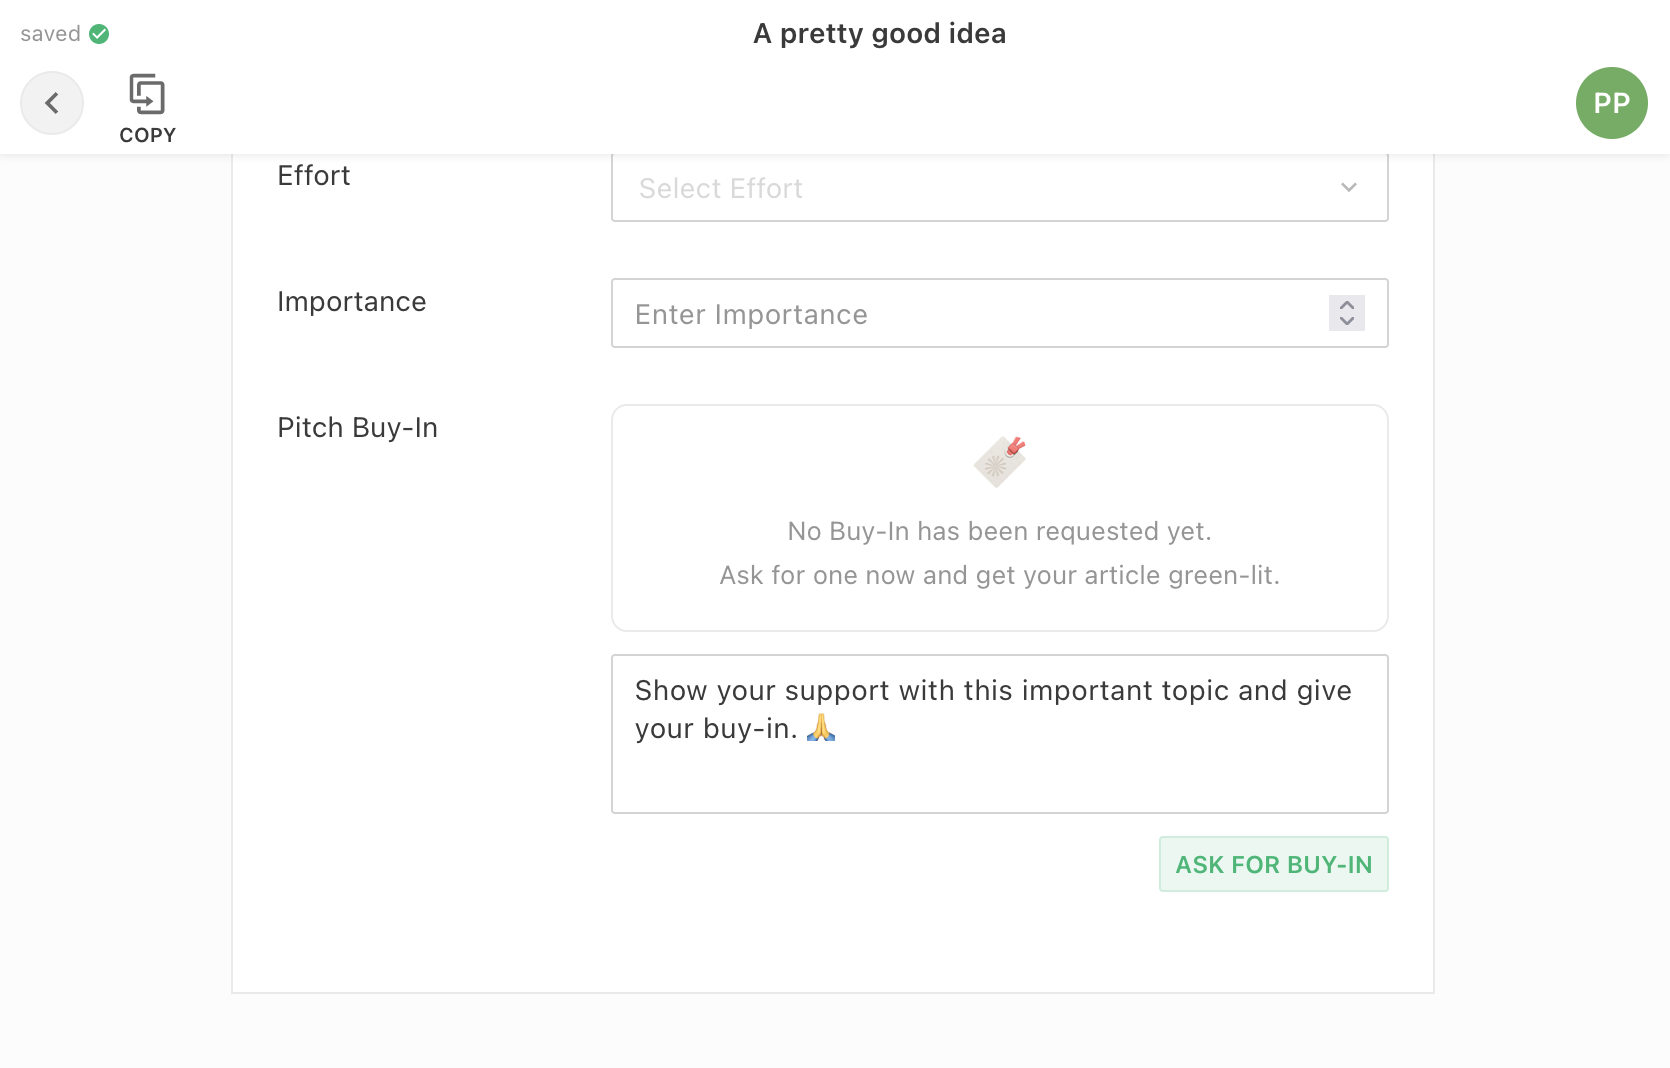 saved
A pretty good idea
COPY
PP
Effort
Select Effort
Importance
Enter Importance
Pitch Buy-In
No Buy-In has been requested yet.
Ask for one now and get your article green-lit.
Show your support with this important topic and give
your buy-in. 🙏
ASK FOR BUY-IN